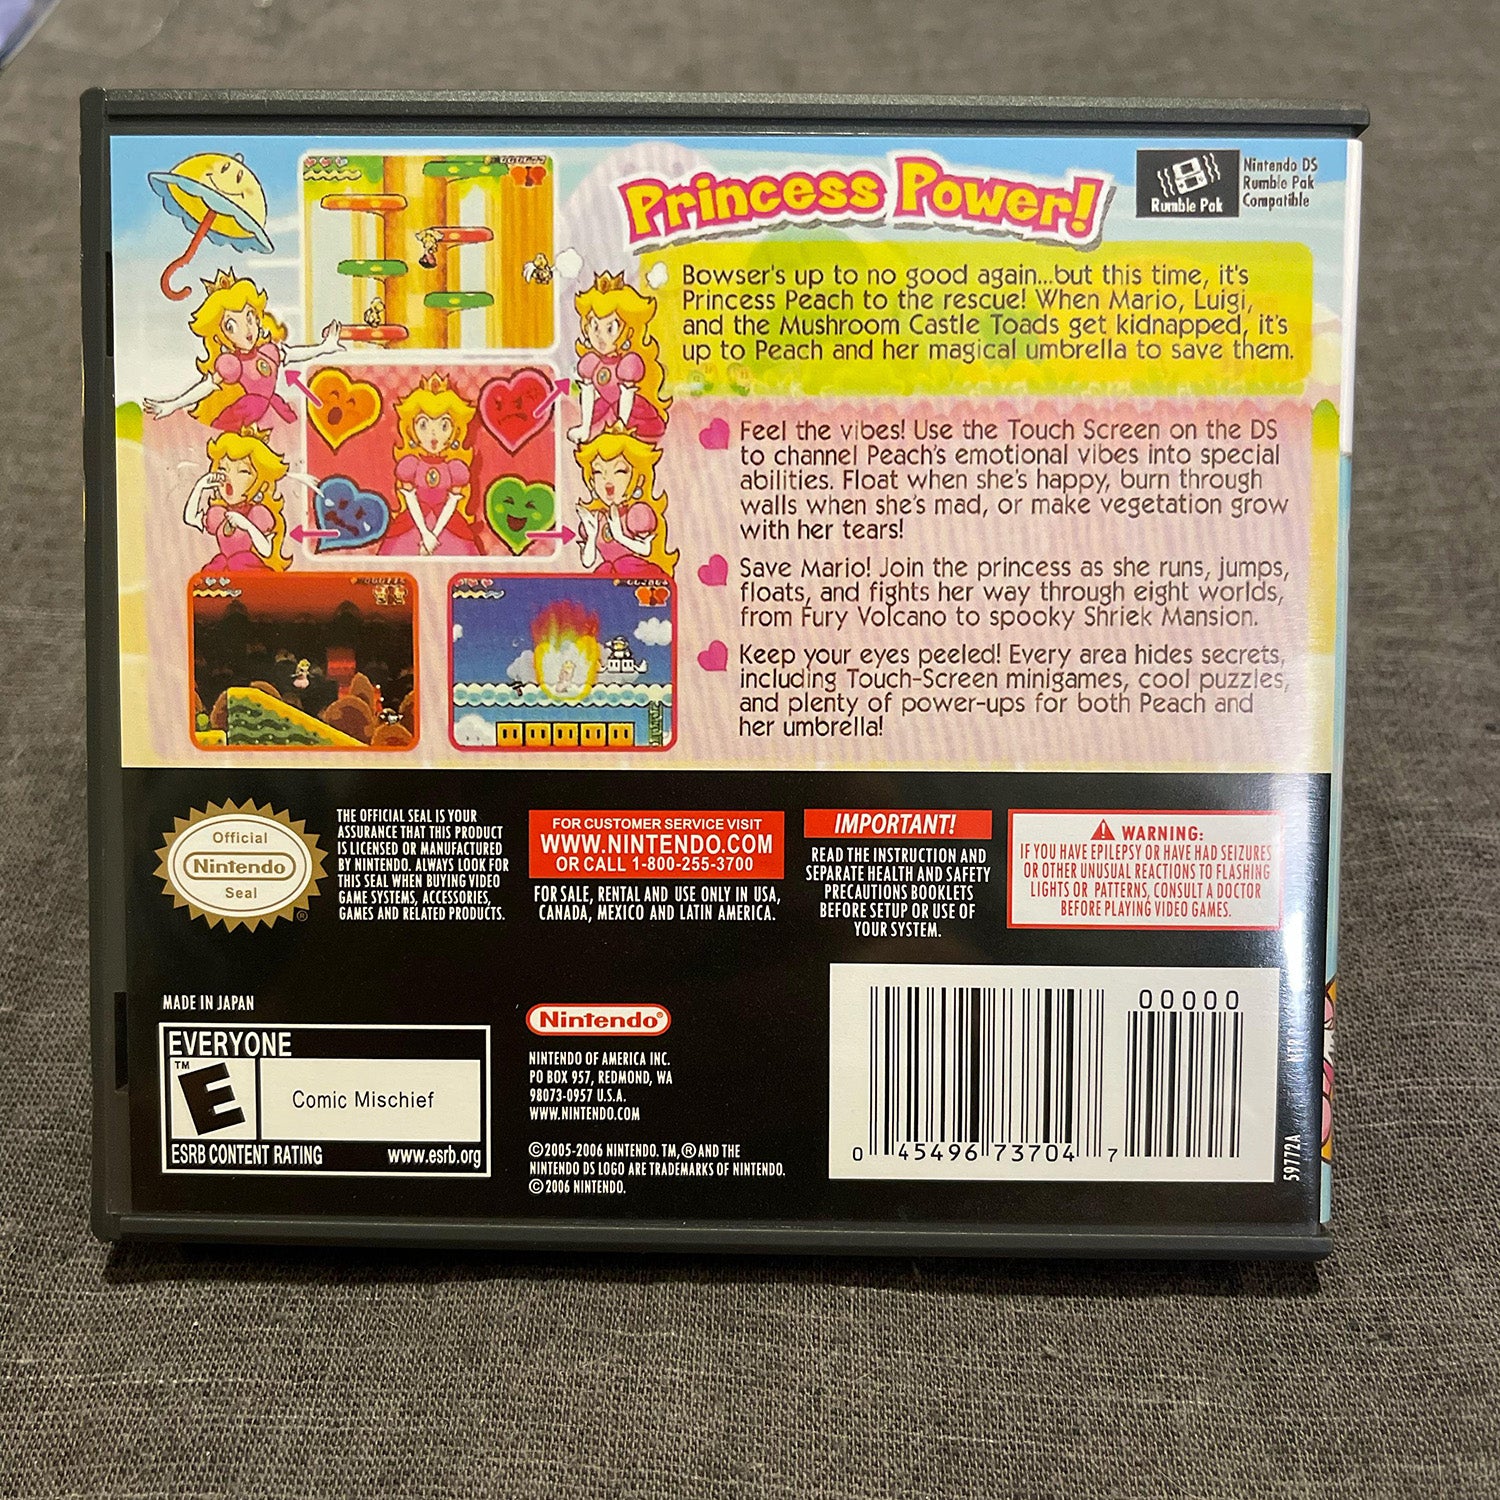 Princess Power!
Rumble Pak
Nintendo DS
Rumble Pak
Compatible
Bowser's up to no good again...but this time, it's
Princess Peach to the rescue! When Mario, Luigi,
and the Mushroom Castle Toads get kidnapped, it's
up to Peach and her magical umbrella to save them.
Feel the vibes! Use the Touch Screen on the DS
to channel Peach's emotional vibes into special
abilities. Float when she's happy, burn through
walls when she's mad, or make vegetation grow
with her tears!
Save Mario! Join the princess as she runs, jumps,
floats, and fights her way through eight worlds,
from Fury Volcano to spooky Shriek Mansion.
Keep your eyes peeled! Every area hides secrets,
including Touch-Screen minigames, cool puzzles,
and plenty of power-ups for both Peach and
her umbrella!
Official
Nintendo
Seal
®
THE OFFICIAL SEAL IS YOUR
ASSURANCE THAT THIS PRODUCT
IS LICENSED OR MANUFACTURED
BY NINTENDO. ALWAYS LOOK FOR
THIS SEAL WHEN BUYING VIDEO
GAME SYSTEMS, ACCESSORIES,
GAMES AND RELATED PRODUCTS.
FOR CUSTOMER SERVICE VISIT
WWW.NINTENDO.COM
OR CALL 1-800-255-3700
FOR SALE, RENTAL AND USE ONLY IN USA,
CANADA, MEXICO AND LATIN AMERICA.
IMPORTANT!
READ THE INSTRUCTION AND
SEPARATE HEALTH AND SAFETY
PRECAUTIONS BOOKLETS
BEFORE SETUP OR USE OF
YOUR SYSTEM.
WARNING:
IF YOU HAVE EPILEPSY OR HAVE HAD SEIZURES
OR OTHER UNUSUAL REACTIONS TO FLASHING
LIGHTS OR PATTERNS, CONSULT A DOCTOR
BEFORE PLAYING VIDEO GAMES.
MADE IN JAPAN
EVERYONE
TM
E
Comic Mischief
ESRB CONTENT RATING www.esrb.org
Nintendo®
NINTENDO OF AMERICA INC.
PO BOX 957, REDMOND, WA
98073-0957 U.S.A.
WWW.NINTENDO.COM
©2005-2006 NINTENDO. TM, ® AND THE
NINTENDO DS LOGO ARE TRADEMARKS OF NINTENDO.
© 2006 NINTENDO.
00000
0 45496 73704 7
59772A